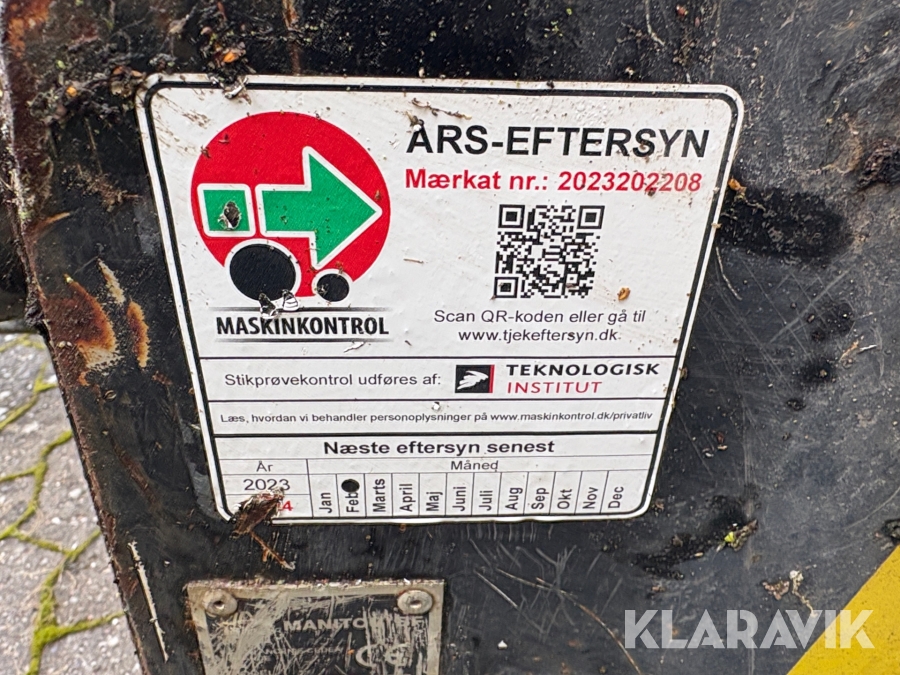 ÅRS-EFTERSYN
Mærkat nr.: 2023202208
MASKINKONTROL
Scan QR-koden eller gå til
www.tjekeftersyn.dk
Stikprøvekontrol udføres af:
TEKNOLOGISK
INSTITUT
Læs, hvordan vi behandler personoplysninger på www.maskinkontrol.dk/privatliv
Næste eftersyn senest
År
Måned
2023
Jan
Feb
Marts
April
Maj
Juni
Juli
Aug
Sep
Okt
Nov
Dec
CE
KLARAVIK